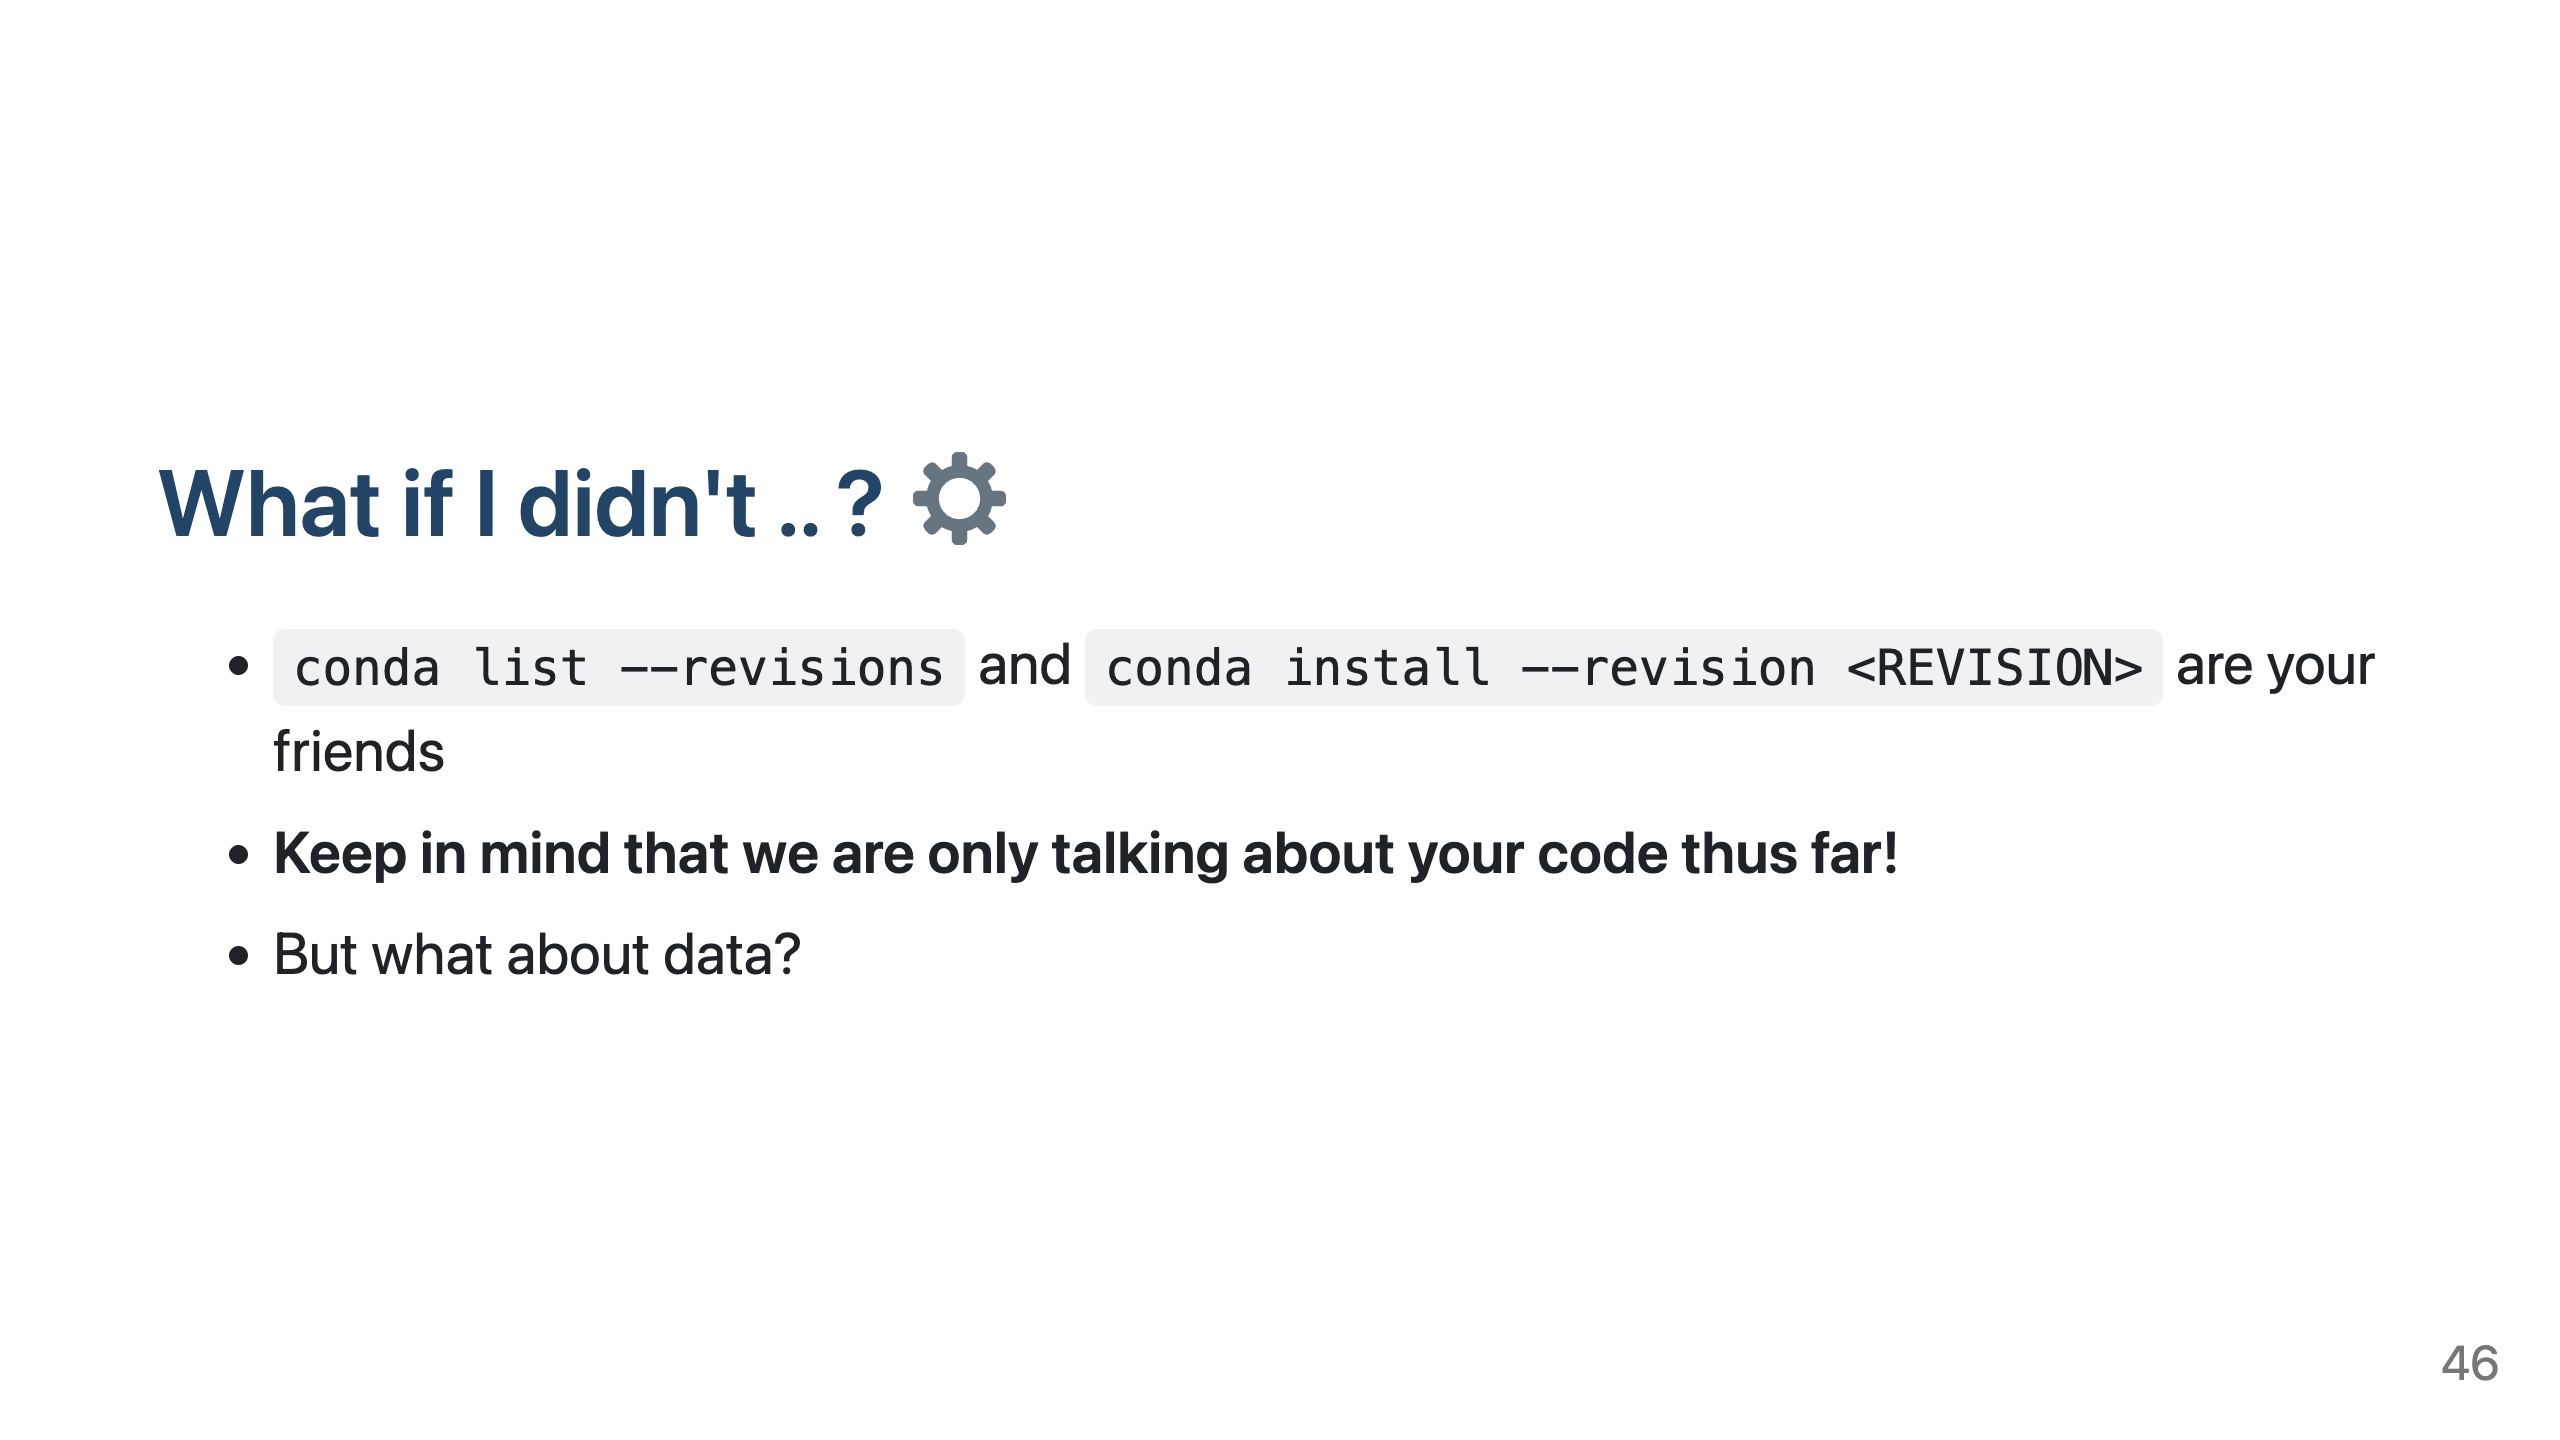 What if I didn't .. ? ⚙
• conda list --revisions and conda install --revision <REVISION> are your
friends
• Keep in mind that we are only talking about your code thus far!
• But what about data?
46